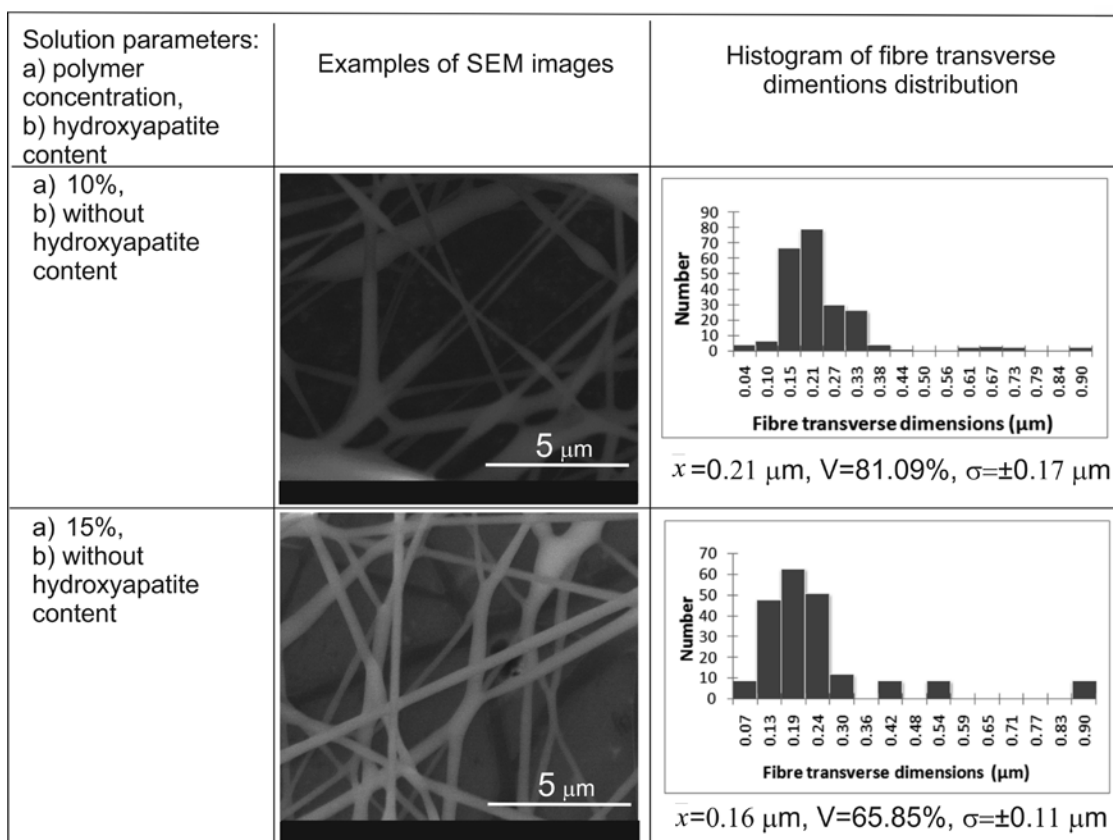 Solution parameters:
a) polymer
concentration,
b) hydroxyapatite
content
Examples of SEM images
Histogram of fibre transverse
dimentions distribution
a) 10%,
b) without
hydroxyapatite
content
5 μm
Number
90
80
70
60
50
40
30
20
10
0
0.04
0.10
0.15
0.21
0.27
0.33
0.38
0.44
0.50
0.56
0.61
0.67
0.73
0.79
0.84
0.90
Fibre transverse dimensions (μm)
x̄=0.21 μm, V=81.09%, σ=±0.17 μm
a) 15%,
b) without
hydroxyapatite
content
5 μm
Number
70
60
50
40
30
20
10
0
0.07
0.13
0.19
0.24
0.30
0.36
0.42
0.48
0.54
0.59
0.65
0.71
0.77
0.83
0.90
Fibre transverse dimensions (μm)
x̄=0.16 μm, V=65.85%, σ=±0.11 μm